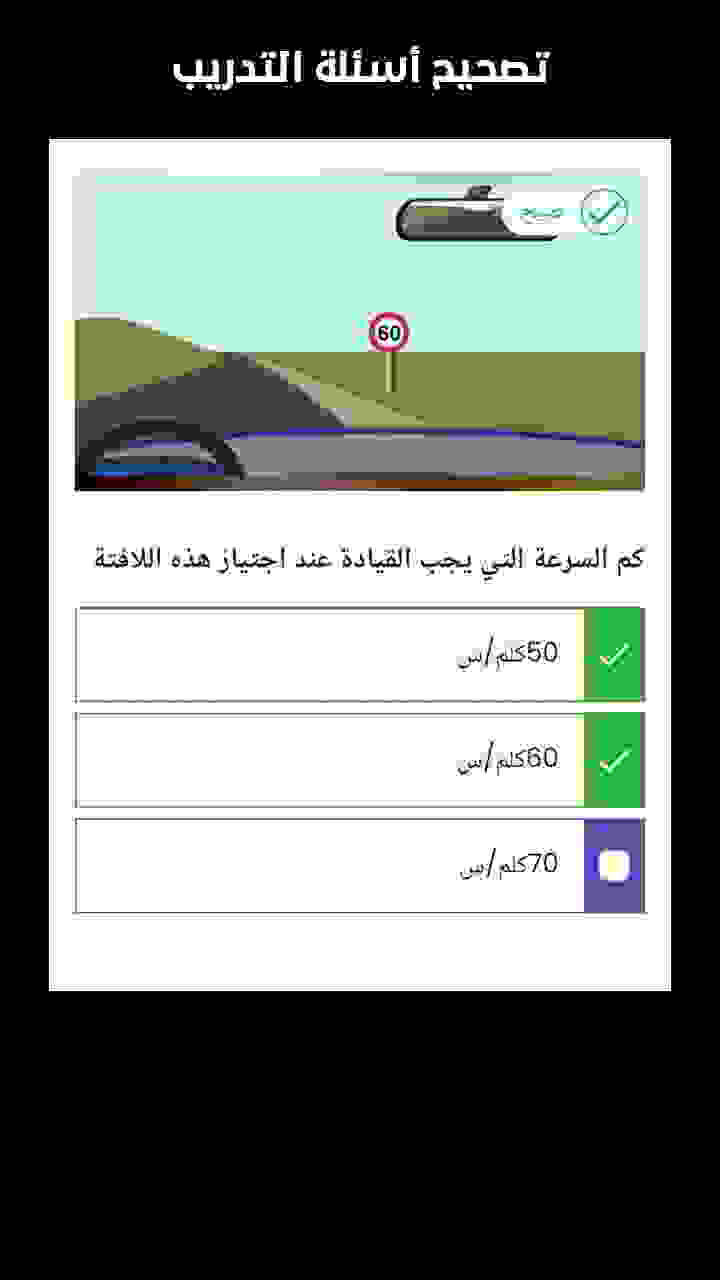 تصحيح أسئلة التدريب
صحيح
60
كم السرعة التي يجب القيادة عند اجتياز هذه اللافتة
50كلم/س
60كلم/س
70كلم/س